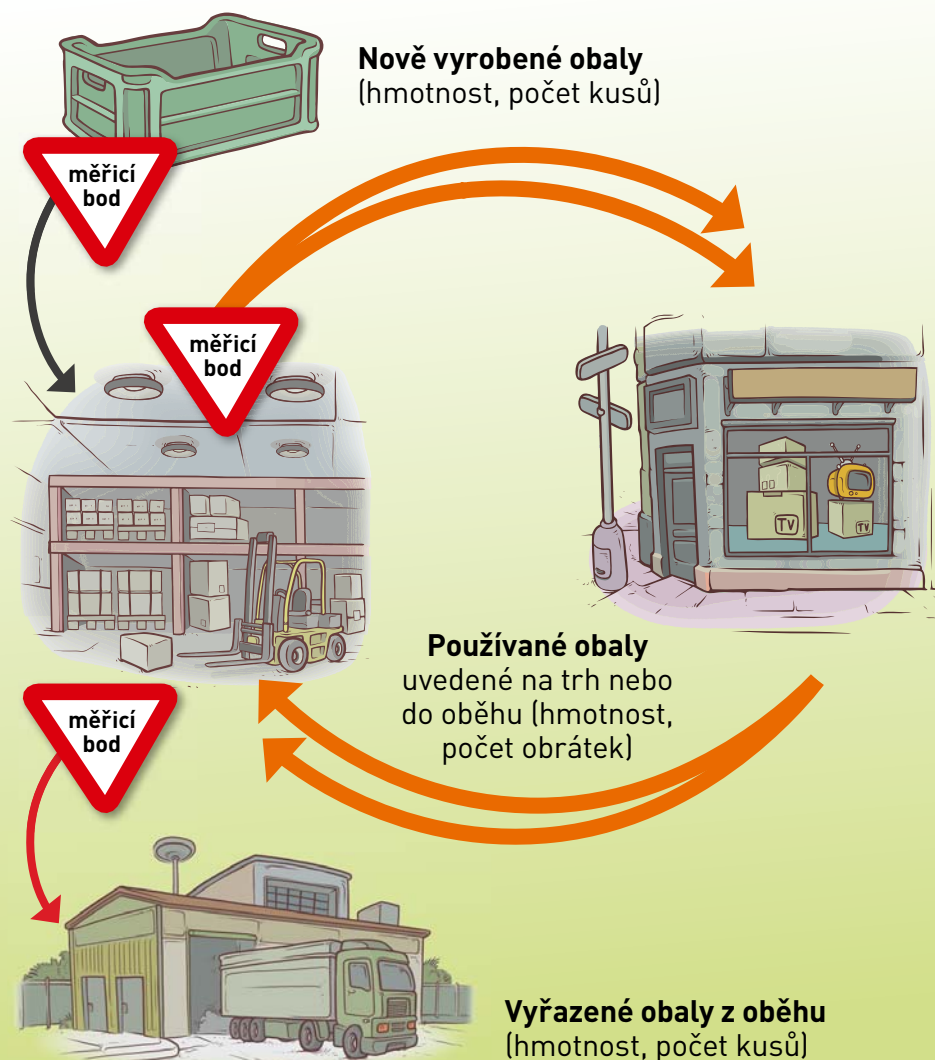 Nově vyrobené obaly
(hmotnost, počet kusů)
měřicí
bod
měřicí
bod
TV
TV
Používané obaly
uvedené na trh nebo
do oběhu (hmotnost,
počet obrátek)
měřicí
bod
Vyřazené obaly z oběhu
(hmotnost, počet kusů)